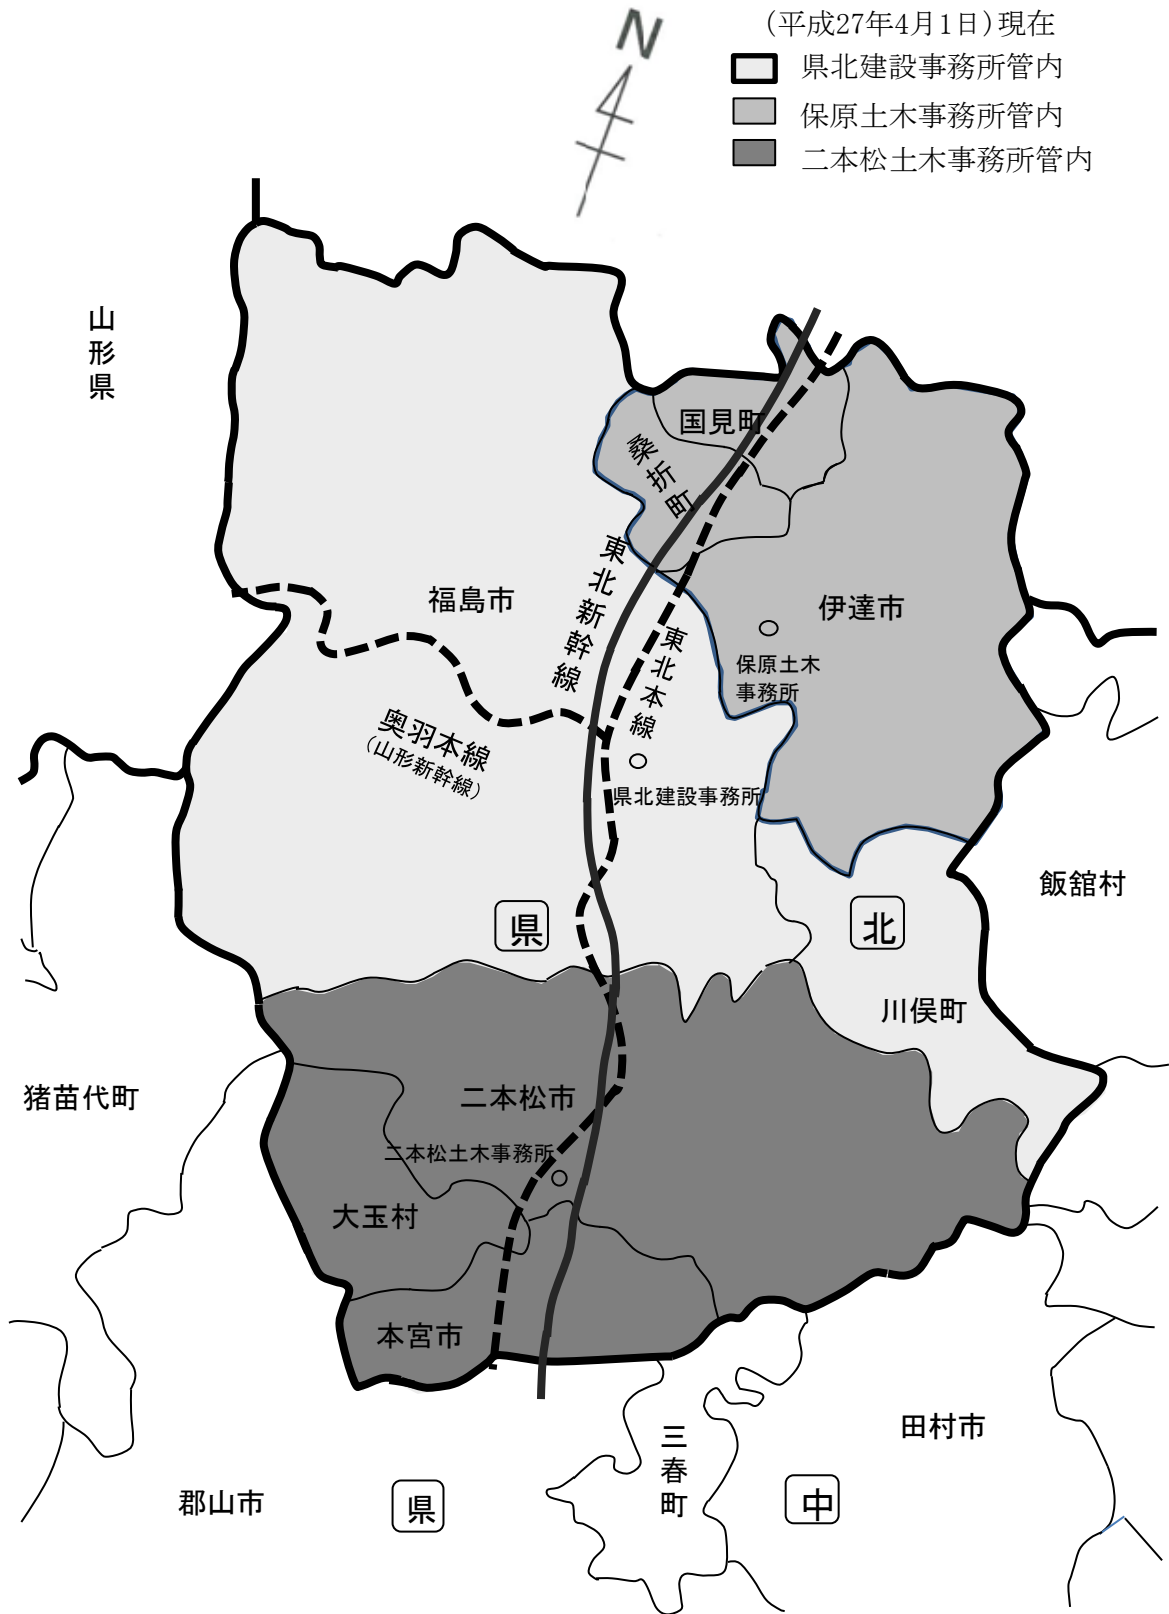 (平成27年4月1日)現在
県北建設事務所管内
保原土木事務所管内
二本松土木事務所管内
N
山形県
国見町
桑折町
東北新幹線
福島市
伊達市
東北本線
保原土木
事務所
奥羽本線
(山形新幹線)
県北建設事務所
飯舘村
県
北
川俣町
猪苗代町
二本松市
二本松土木事務所
大玉村
本宮市
田村市
三春町
郡山市
県
中